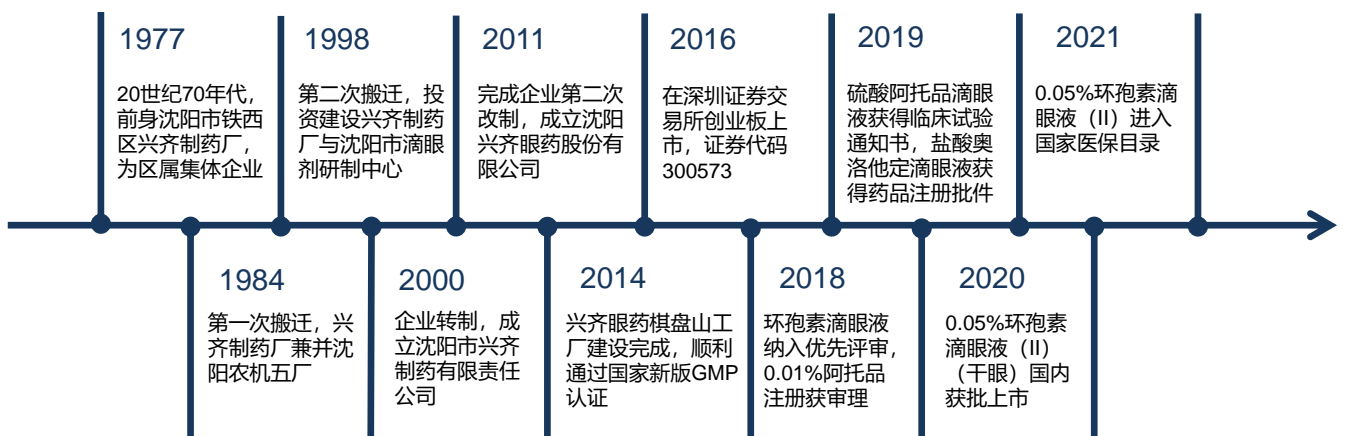 1977
20世纪70年代，
前身沈阳市铁西
区兴齐制药厂，
为区属集体企业
1984
第一次搬迁，兴
齐制药厂兼并沈
阳农机五厂
1998
第二次搬迁，投
资建设兴齐制药
厂与沈阳市滴眼
剂研制中心
2000
企业转制，成
立沈阳市兴齐
制药有限责任
公司
2011
完成企业第二次
改制，成立沈阳
兴齐眼药股份有
限公司
2014
兴齐眼药棋盘山工
厂建设完成，顺利
通过国家新版GMP
认证
2016
在深圳证券交
易所创业板上
市，证券代码
300573
2018
环孢素滴眼液
纳入优先评审，
0.01%阿托品
注册获审理
2019
硫酸阿托品滴眼
液获得临床试验
通知书，盐酸奥
洛他定滴眼液获
得药品注册批件
2020
0.05%环孢素
滴眼液（II）
（干眼）国内
获批上市
2021
0.05%环孢素滴
眼液（II）进入
国家医保目录